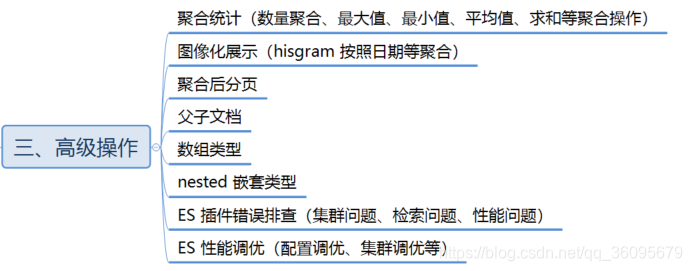 聚合统计（数量聚合、最大值、最小值、平均值、求和等聚合操作）
图像化展示（hisgram 按照日期等聚合）
聚合后分页
父子文档
三、高级操作
数组类型
nested 嵌套类型
ES 插件错误排查（集群问题、检索问题、性能问题）
ES 性能调优（配置调优、集群调优等）
https://blog.csdn.net/qq_36095679